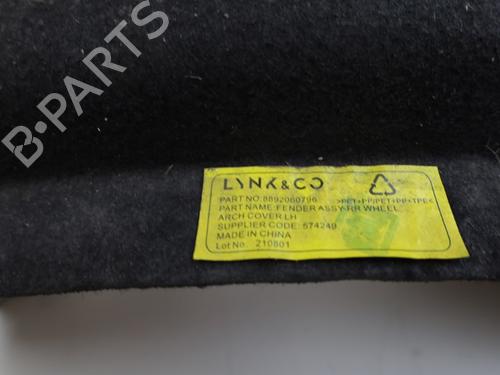 B-PARTS
LYNK&CO
PART NO:8892060796 >PET+PP/PET+PP+TPE<
PART NAME:FENDER ASSY-RR WHEEL
ARCH COVER-LH
SUPPLIER CODE: 574249
MADE IN CHINA
Lot No. 210801